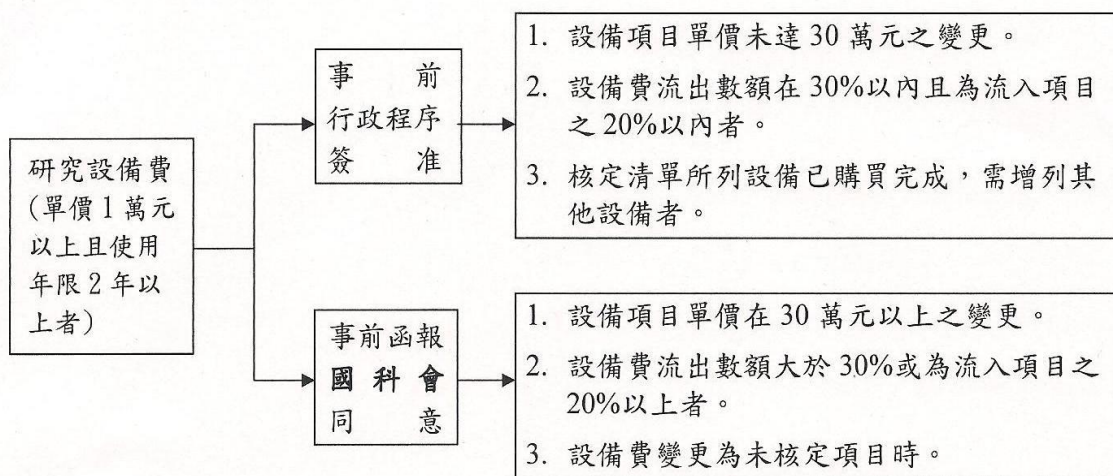 研究設備費
(單價1萬元
以上且使用
年限2年以
上者)
事前
行政程序
簽准
1. 設備項目單價未達30萬元之變更。
2. 設備費流出數額在30%以內且為流入項目
之20%以內者。
3. 核定清單所列設備已購買完成，需增列其
他設備者。
事前函報
國科會
同意
1. 設備項目單價在30萬元以上之變更。
2. 設備費流出數額大於30%或為流入項目之
20%以上者。
3. 設備費變更為未核定項目時。